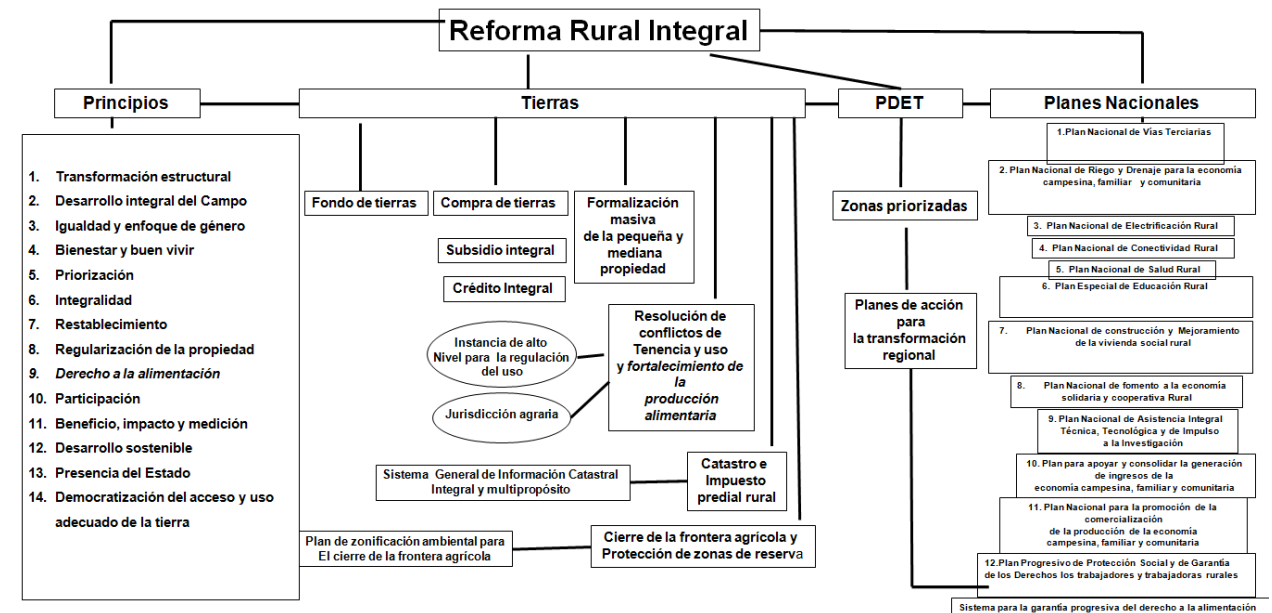 Reforma Rural Integral
Principios
Tierras
PDET
Planes Nacionales
1. Transformación estructural
2. Desarrollo integral del Campo
3. Igualdad y enfoque de género
4. Bienestar y buen vivir
5. Priorización
6. Integralidad
7. Restablecimiento
8. Regularización de la propiedad
9. Derecho a la alimentación
10. Participación
11. Beneficio, impacto y medición
12. Desarrollo sostenible
13. Presencia del Estado
14. Democratización del acceso y uso
adecuado de la tierra
Fondo de tierras
Compra de tierras
Subsidio integral
Crédito Integral
Formalización
masiva
de la pequeña y
mediana
propiedad
Instancia de alto
Nivel para la regulación
del uso
Jurisdicción agraria
Resolución de
conflictos de
Tenencia y uso
y fortalecimiento de
la
producción
alimentaria
Sistema General de Información Catastral
Integral y multipropósito
Catastro e
Impuesto
predial rural
Plan de zonificación ambiental para
El cierre de la frontera agrícola
Cierre de la frontera agrícola y
Protección de zonas de reserva
Zonas priorizadas
Planes de acción
para
la transformación
regional
1.Plan Nacional de Vías Terciarias
2. Plan Nacional de Riego y Drenaje para la economía
campesina, familiar y comunitaria
3. Plan Nacional de Electrificación Rural
4. Plan Nacional de Conectividad Rural
5. Plan Nacional de Salud Rural
6. Plan Especial de Educación Rural
7. Plan Nacional de construcción y Mejoramiento
de la vivienda social rural
8. Plan Nacional de fomento a la economía
solidaria y cooperativa Rural
9. Plan Nacional de Asistencia Integral
Técnica, Tecnológica y de Impulso
a la Investigación
10. Plan para apoyar y consolidar la generación
de ingresos de la
economía campesina, familiar y comunitaria
11. Plan Nacional para la promoción de la
comercialización
de la producción de la economía
campesina, familiar y comunitaria
12.Plan Progresivo de Protección Social y de Garantía
de los Derechos los trabajadores y trabajadoras rurales
Sistema para la garantía progresiva del derecho a la alimentación